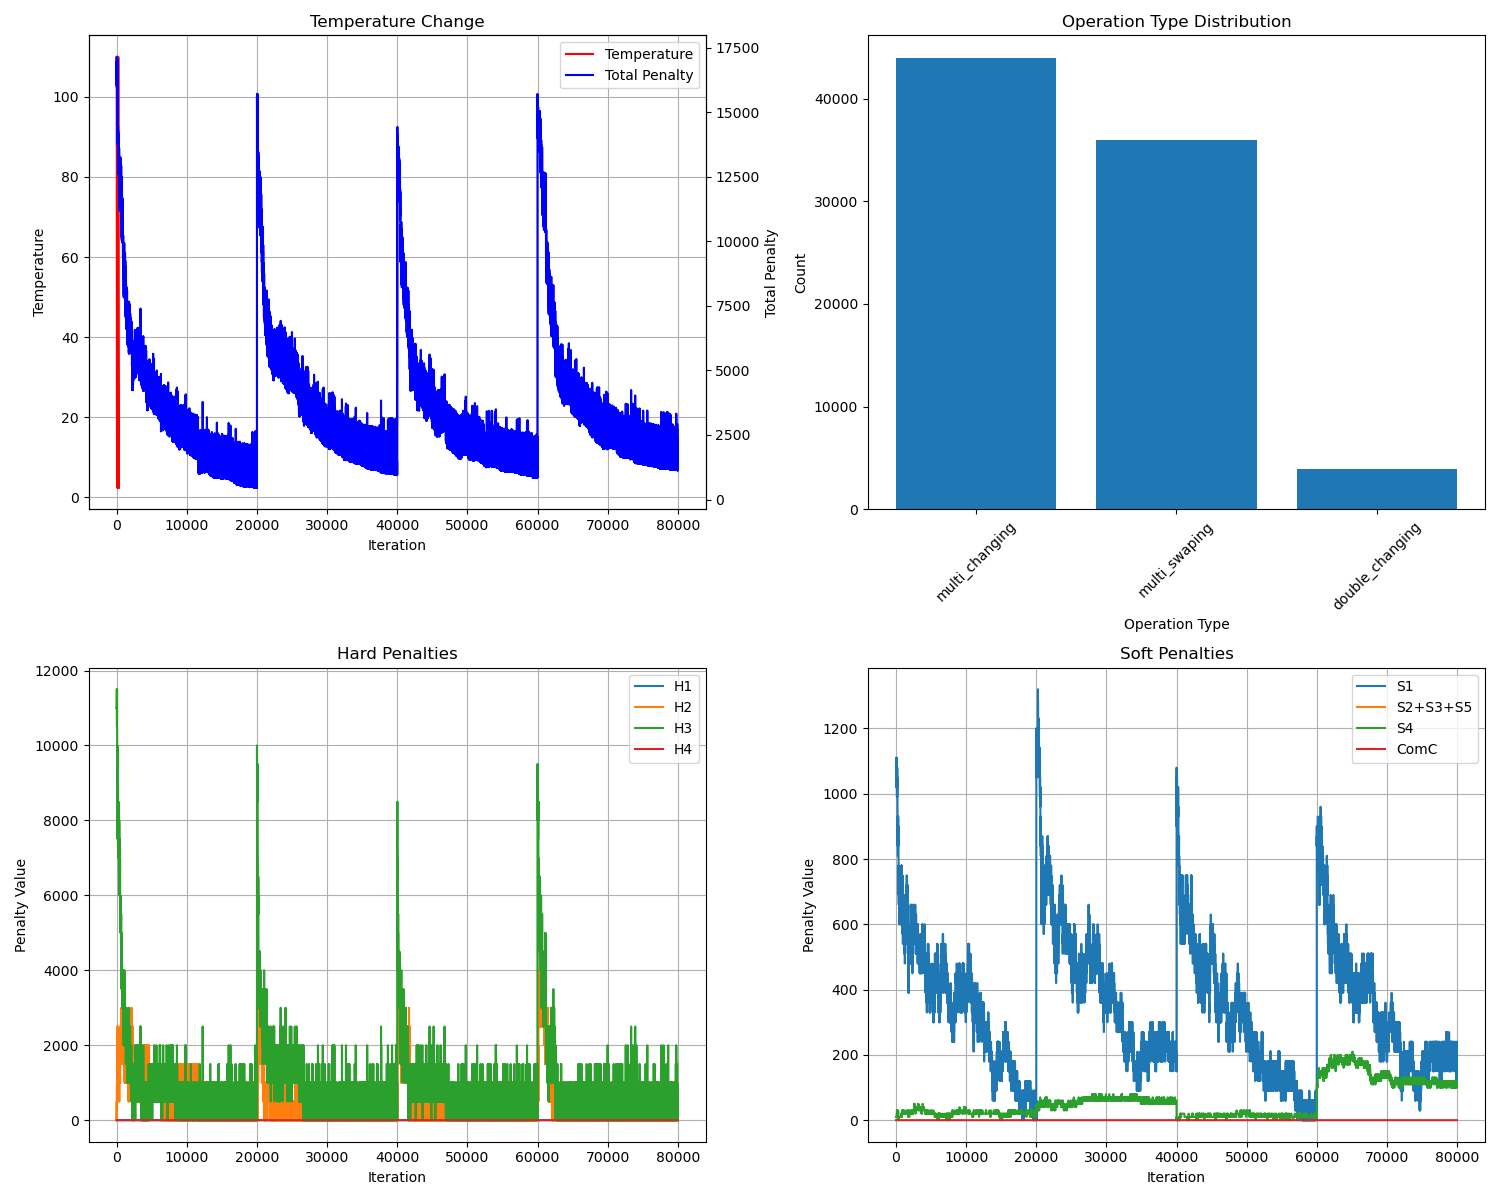 Temperature Change
Temperature
Total Penalty
0
20
40
60
80
100
Temperature
0
2500
5000
7500
10000
12500
15000
17500
Total Penalty
0 10000 20000 30000 40000 50000 60000 70000 80000
Iteration
Operation Type Distribution
0
10000
20000
30000
40000
Count
multi_changing
multi_swaping
double_changing
Operation Type
Hard Penalties
H1
H2
H3
H4
0
2000
4000
6000
8000
10000
12000
Penalty Value
0 10000 20000 30000 40000 50000 60000 70000 80000
Iteration
Soft Penalties
S1
S2+S3+S5
S4
ComC
0
200
400
600
800
1000
1200
Penalty Value
0 10000 20000 30000 40000 50000 60000 70000 80000
Iteration